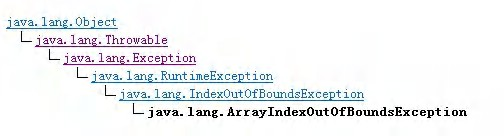 java.lang.Object
java.lang.Throwable
java.lang.Exception
java.lang.RuntimeException
java.lang.IndexOutOfBoundsException
java.lang.ArrayIndexOutOfBoundsException